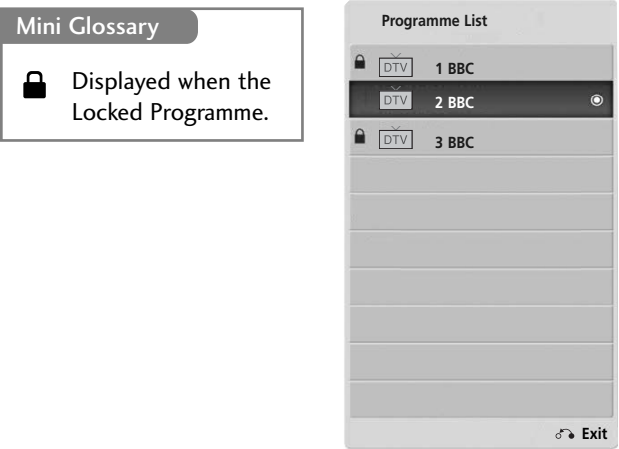 Mini Glossary
Displayed when the
Locked Programme.
Programme List
DTV 1 BBC
DTV 2 BBC
DTV 3 BBC
Exit